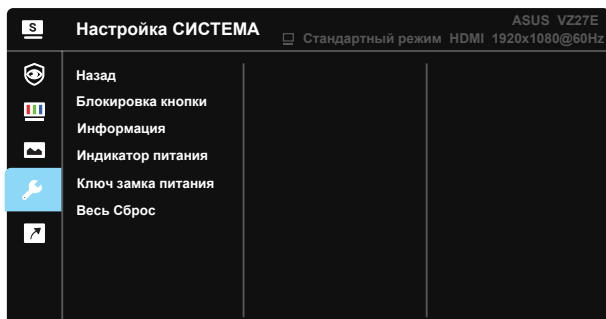 S
Настройка СИСТЕМА
ASUS VZ27E
Стандартный режим HDMI 1920x1080@60Hz
Назад
Блокировка кнопки
Информация
Индикатор питания
Ключ замка питания
Весь Сброс